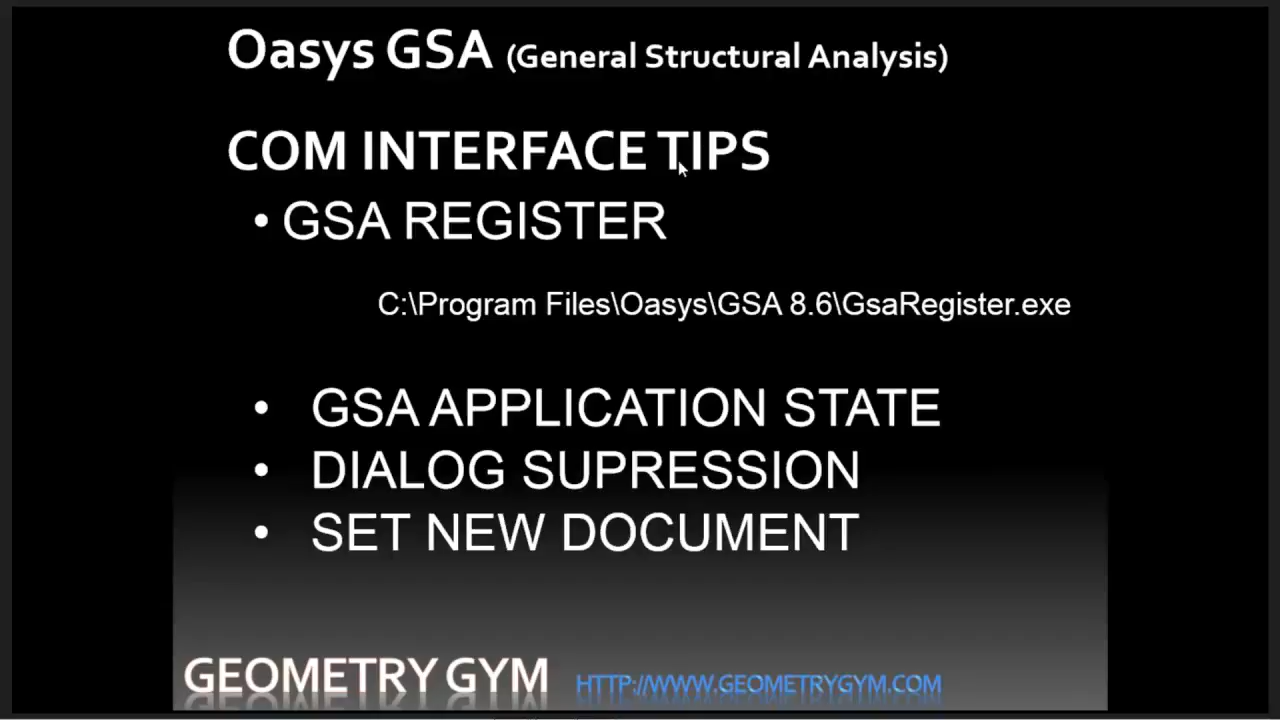 Oasys GSA (General Structural Analysis)
COM INTERFACE TIPS
• GSA REGISTER
C:\Program Files\Oasys\GSA 8.6\GsaRegister.exe
• GSA APPLICATION STATE
• DIALOG SUPRESSION
• SET NEW DOCUMENT
GEOMETRY GYM HTTP://WWW.GEOMETRYGYM.COM